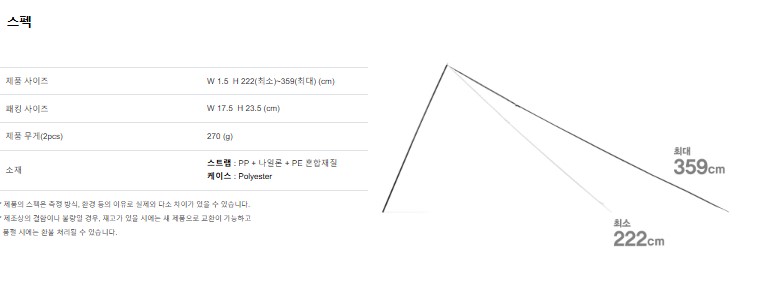 스펙
제품 사이즈 W 1.5 H 222(최소)~359(최대) (cm)
패킹 사이즈 W 17.5 H 23.5 (cm)
제품 무게(2pcs) 270 (g)
소재 스트랩 : PP + 나일론 + PE 혼합재질
케이스 : Polyester
* 제품의 스펙은 측정 방식, 환경 등의 이유로 실제와 다소 차이가 있을 수 있습니다.
* 제조상의 결함이나 불량일 경우, 재고가 있을 시에는 새 제품으로 교환이 가능하고
품절 시에는 환불 처리될 수 있습니다.
최대
359cm
최소
222cm